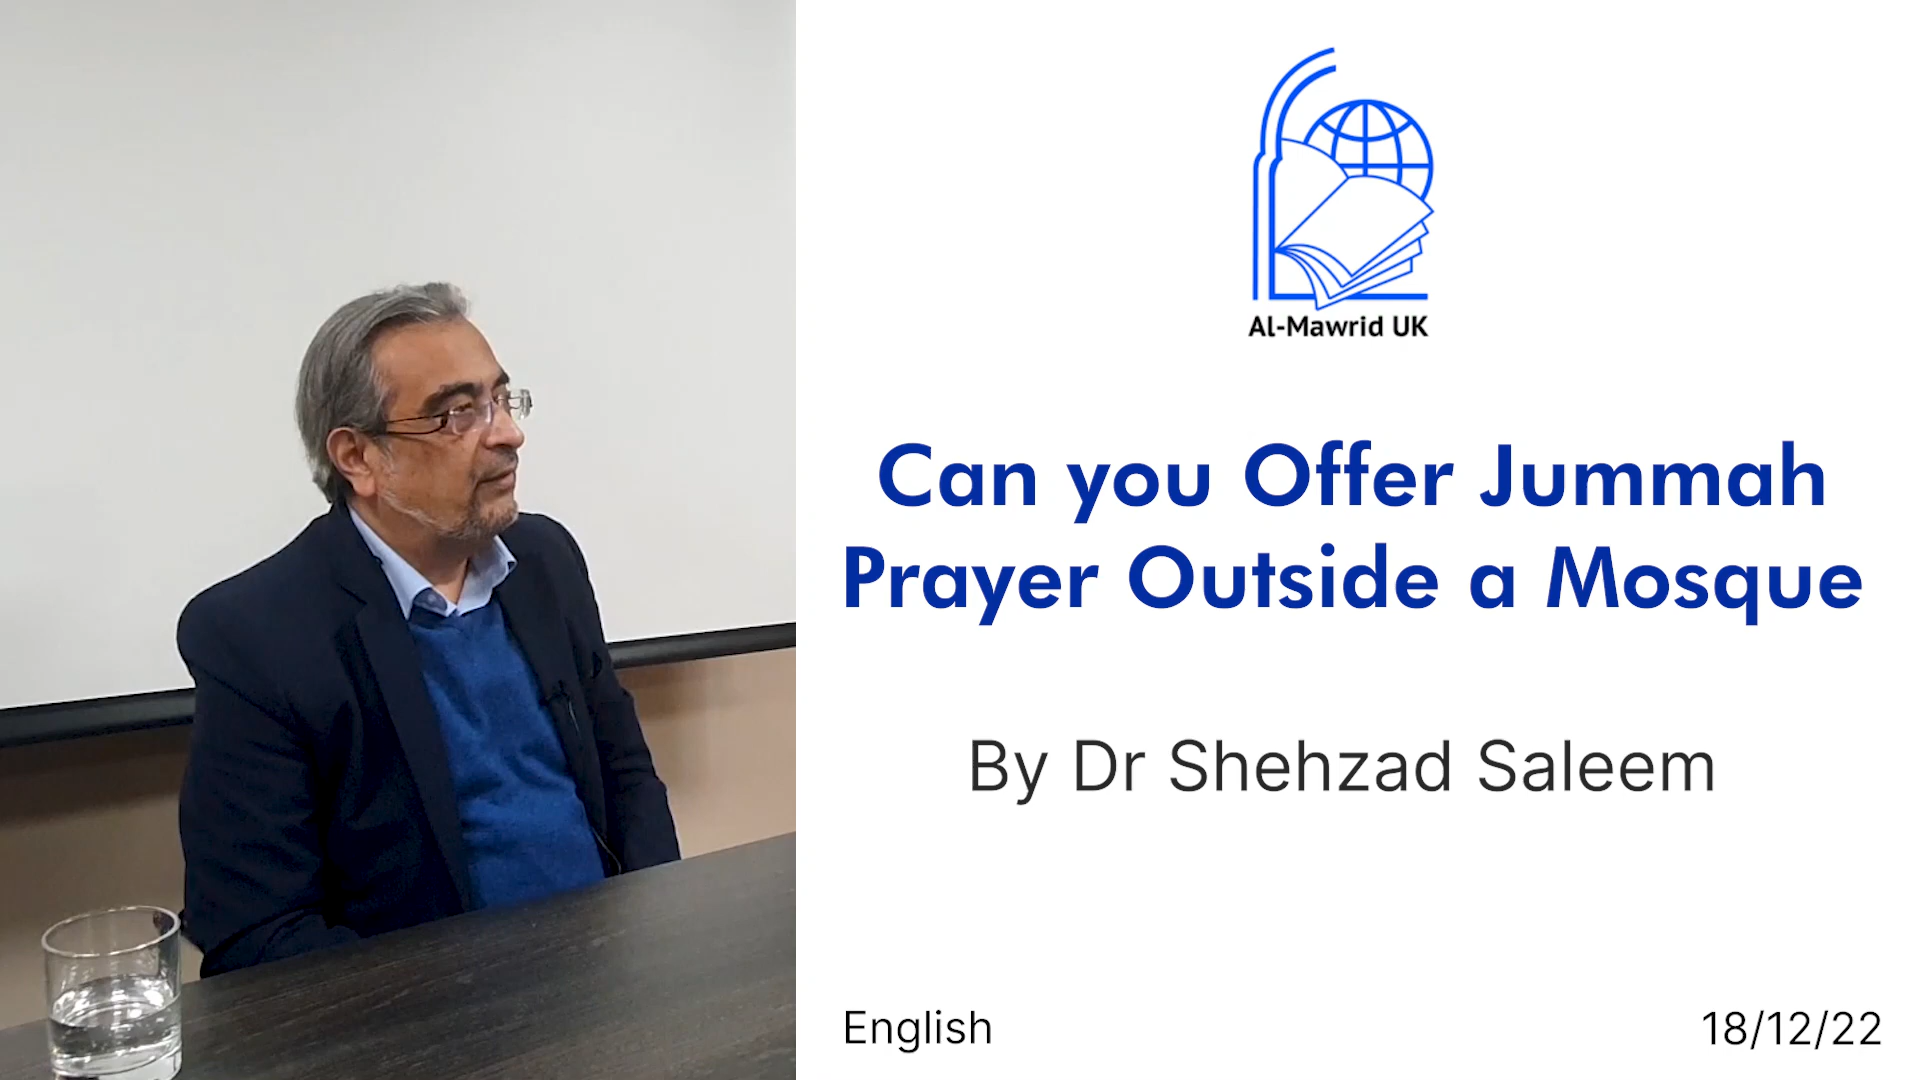 Al-Mawrid UK
Can you Offer Jummah
Prayer Outside a Mosque
By Dr Shehzad Saleem
English
18/12/22